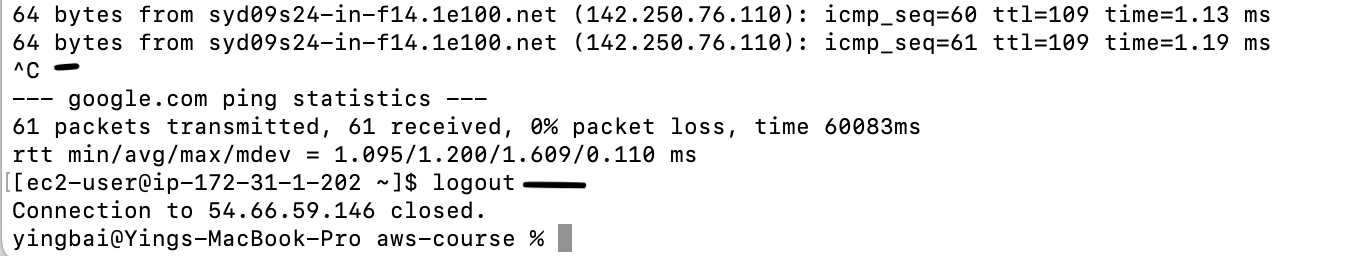 64 bytes from syd09s24-in-f14.1e100.net (142.250.76.110): icmp_seq=60 ttl=109 time=1.13 ms
64 bytes from syd09s24-in-f14.1e100.net (142.250.76.110): icmp_seq=61 ttl=109 time=1.19 ms
^C
--- google.com ping statistics ---
61 packets transmitted, 61 received, 0% packet loss, time 60083ms
rtt min/avg/max/mdev = 1.095/1.200/1.609/0.110 ms
[[ec2-user@ip-172-31-1-202 ~]$ logout
Connection to 54.66.59.146 closed.
yingbai@Yings-MacBook-Pro aws-course %